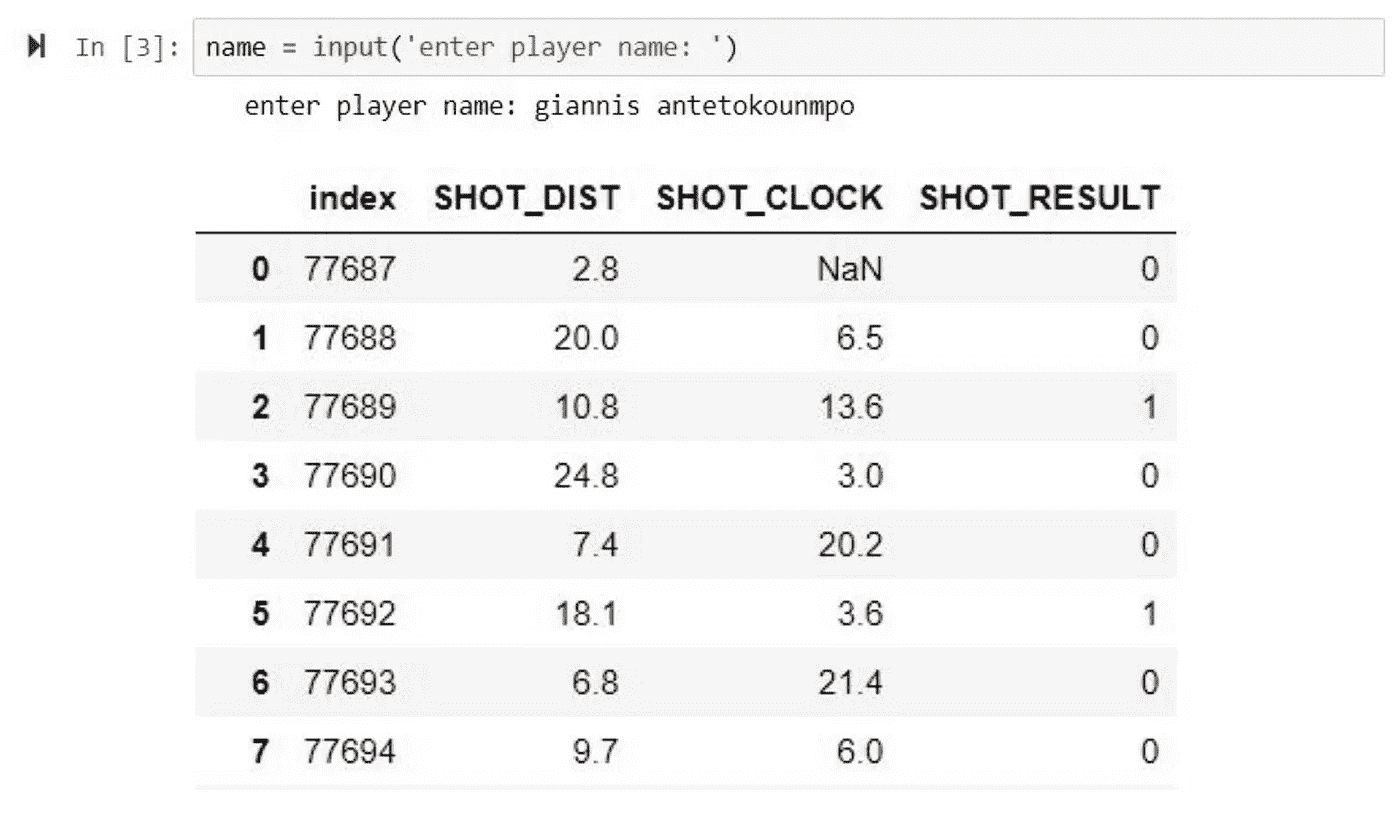 In [3]: name = input('enter player name: ')
enter player name: giannis antetokounmpo
index SHOT_DIST SHOT_CLOCK SHOT_RESULT
0 77687 2.8 NaN 0
1 77688 20.0 6.5 0
2 77689 10.8 13.6 1
3 77690 24.8 3.0 0
4 77691 7.4 20.2 0
5 77692 18.1 3.6 1
6 77693 6.8 21.4 0
7 77694 9.7 6.0 0